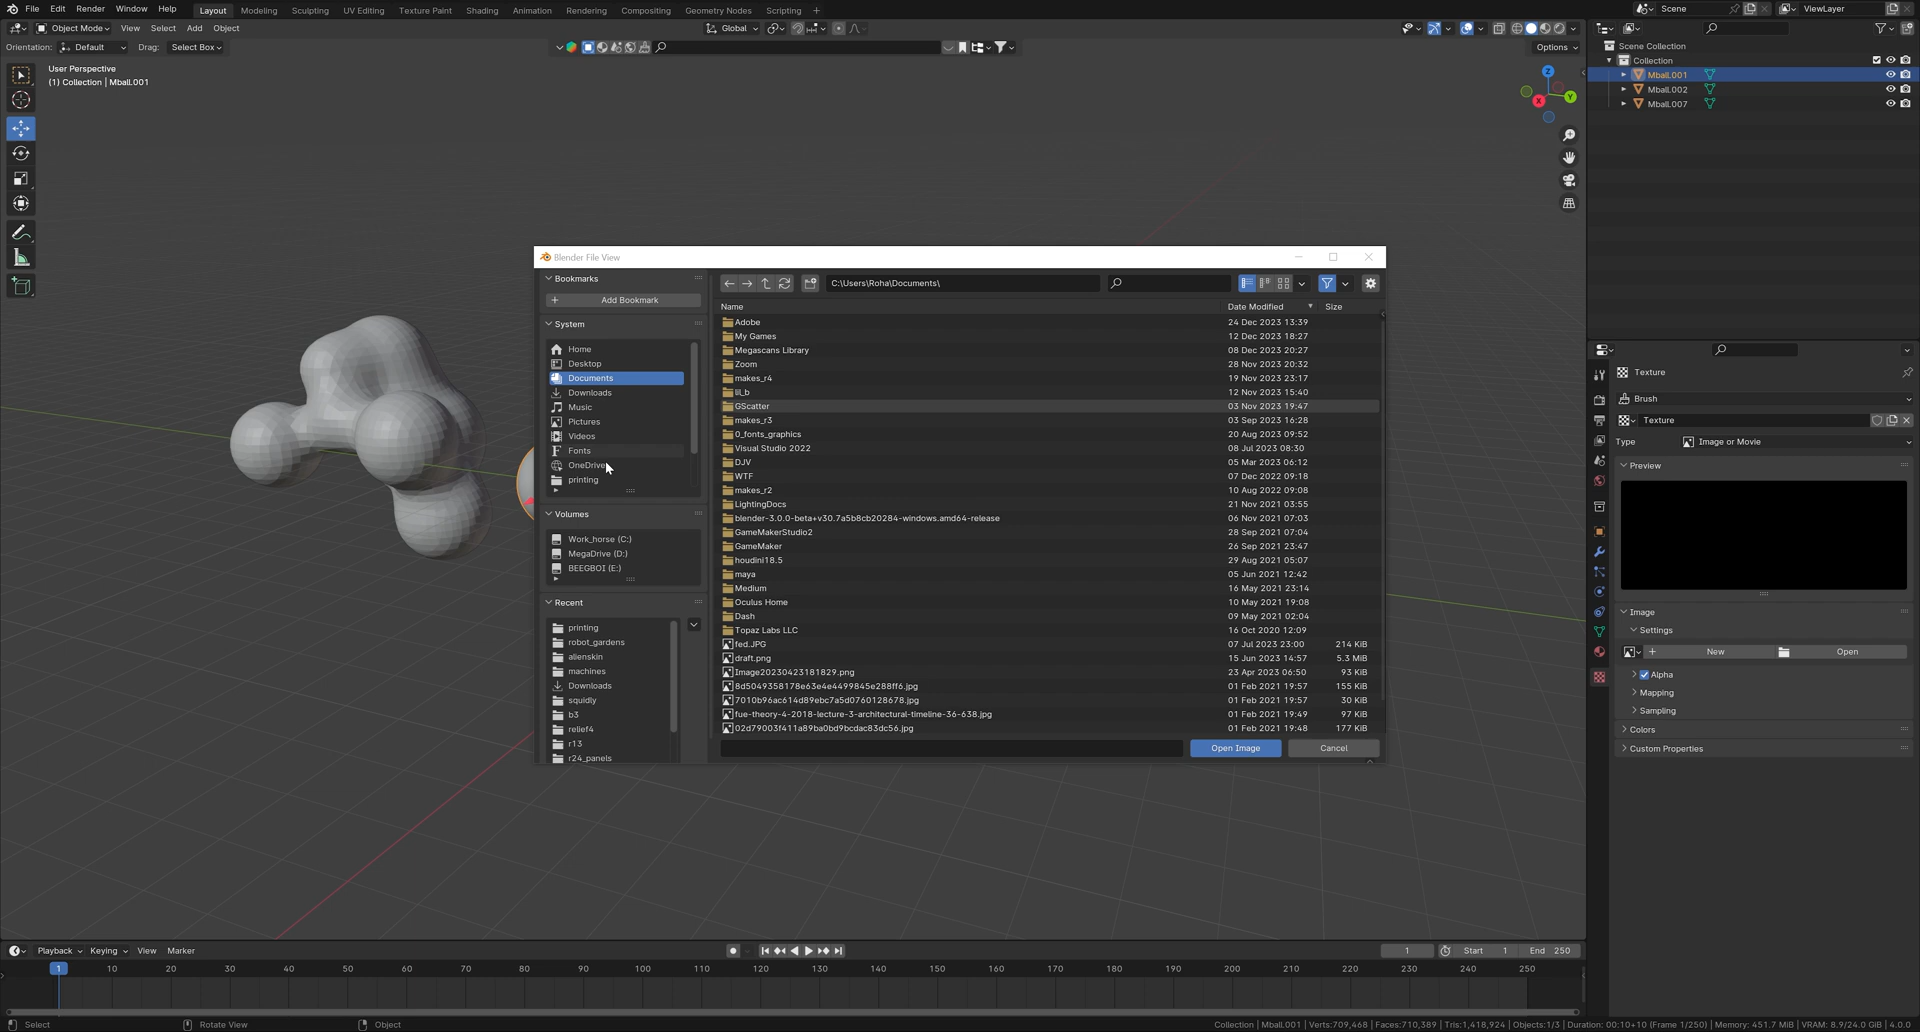 File Edit Render Window Help Layout Modeling Sculpting UV Editing Texture Paint Shading Animation Rendering Compositing Geometry Nodes Scripting + Scene ViewLayer
Object Mode View Select Add Object Global
Orientation: Default Drag: Select Box Options
User Perspective
(1) Collection | Mball.001
Z
Y
X
Scene Collection
Collection
Mball.001
Mball.002
Mball.007
Blender File View
Bookmarks
Add Bookmark
System
Home
Desktop
Documents
Downloads
Music
Pictures
Videos
Fonts
OneDrive
printing
Volumes
Work_horse (C:)
MegaDrive (D:)
BEEGBOI (E:)
Recent
printing
robot_gardens
alienskin
machines
Downloads
squidly
b3
relief4
r13
r24_panels
C:\Users\Roha\Documents\
Name Date Modified Size
Adobe 24 Dec 2023 13:39
My Games 12 Dec 2023 18:27
Megascans Library 08 Dec 2023 20:27
Zoom 28 Nov 2023 20:32
makes_r4 19 Nov 2023 23:17
lil_b 12 Nov 2023 15:40
GScatter 03 Nov 2023 19:47
makes_r3 03 Sep 2023 16:28
0_fonts_graphics 20 Aug 2023 09:52
Visual Studio 2022 08 Jul 2023 08:30
DJV 05 Mar 2023 06:12
WTF 07 Dec 2022 09:18
makes_r2 10 Aug 2022 09:08
LightingDocs 21 Nov 2021 03:55
blender-3.0.0-beta+v30.7a5b8cb20284-windows.amd64-release 06 Nov 2021 07:03
GameMakerStudio2 28 Sep 2021 07:04
GameMaker 26 Sep 2021 23:47
houdini18.5 29 Aug 2021 05:07
maya 05 Jun 2021 12:42
Medium 16 May 2021 23:14
Oculus Home 10 May 2021 19:08
Dash 09 May 2021 02:04
Topaz Labs LLC 16 Oct 2020 12:09
fed.JPG 07 Jul 2023 23:00 214 KiB
draft.png 15 Jun 2023 14:57 5.3 MiB
Image20230423181829.png 23 Apr 2023 06:50 93 KiB
8d5049358178e63e4e4499845e288ff6.jpg 01 Feb 2021 19:57 155 KiB
7010b96ac614d89ebc7a5d0760128678.jpg 01 Feb 2021 19:57 30 KiB
fue-theory-4-2018-lecture-3-architectural-timeline-36-638.jpg 01 Feb 2021 19:49 97 KiB
02d79003f411a89ba0bd9bcdac83dc56.jpg 01 Feb 2021 19:48 177 KiB
Open Image Cancel
Texture
Brush
Texture
Type Image or Movie
Preview
Image
Settings
New Open
Alpha
Mapping
Sampling
Colors
Custom Properties
Playback Keying View Marker 1 Start 1 End 250
1 10 20 30 40 50 60 70 80 90 100 110 120 130 140 150 160 170 180 190 200 210 220 230 240 250
Select Rotate View Object Collection | Mball.001 | Verts:709,468 | Faces:710,389 | Tris:1,418,924 | Objects:1/3 | Duration: 00:10+10 (Frame 1/250) | Memory: 451.7 MiB | VRAM: 8.9/24.0 GiB | 4.0.0